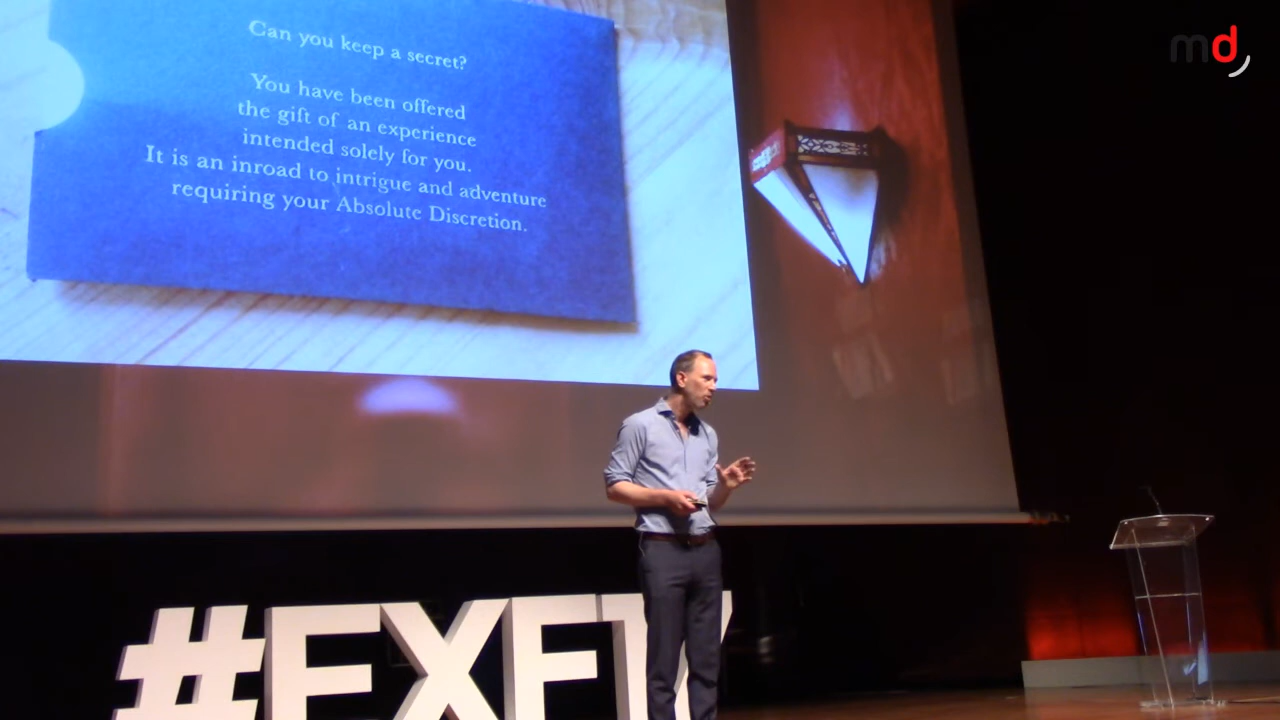 Can you keep a secret?
You have been offered
the gift of an experience
intended solely for you.
It is an inroad to intrigue and adventure
requiring your Absolute Discretion.
md